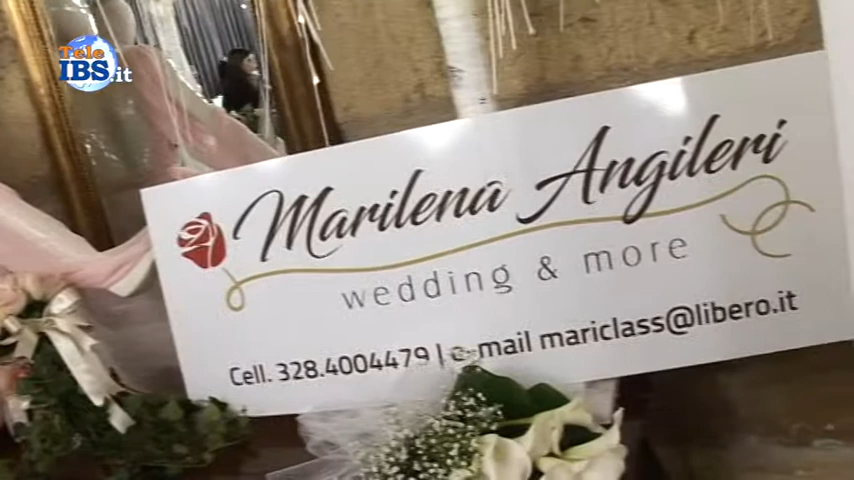 Tele
IBS.it
Marilena Angileri
wedding & more
Cell. 328.4004479 | e-mail mariclass@libero.it